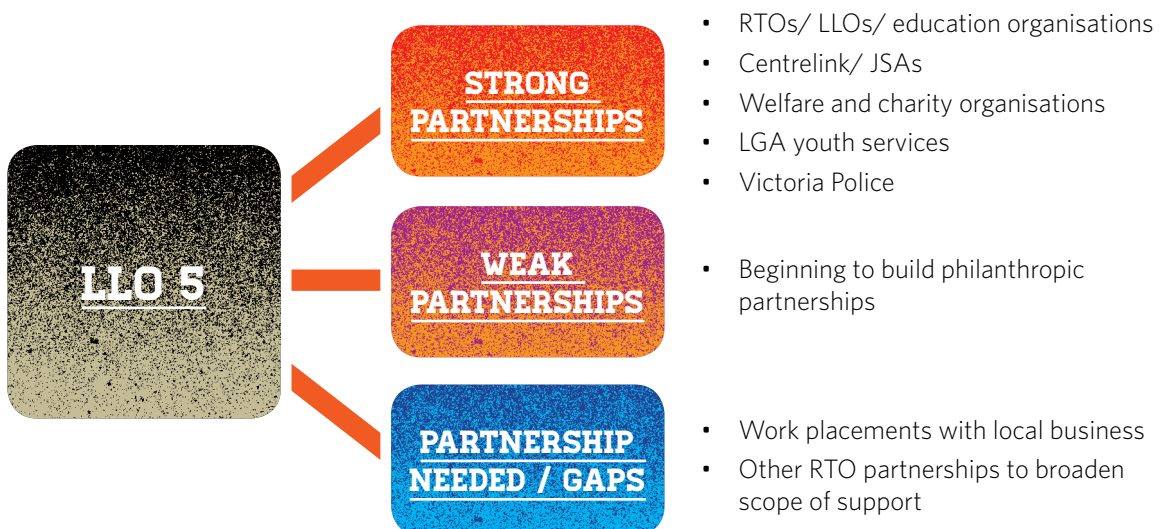 LLO 5
STRONG
PARTNERSHIPS
• RTOs/ LLOs/ education organisations
• Centrelink/ JSAs
• Welfare and charity organisations
• LGA youth services
• Victoria Police
WEAK
PARTNERSHIPS
• Beginning to build philanthropic
partnerships
PARTNERSHIP
NEEDED / GAPS
• Work placements with local business
• Other RTO partnerships to broaden
scope of support